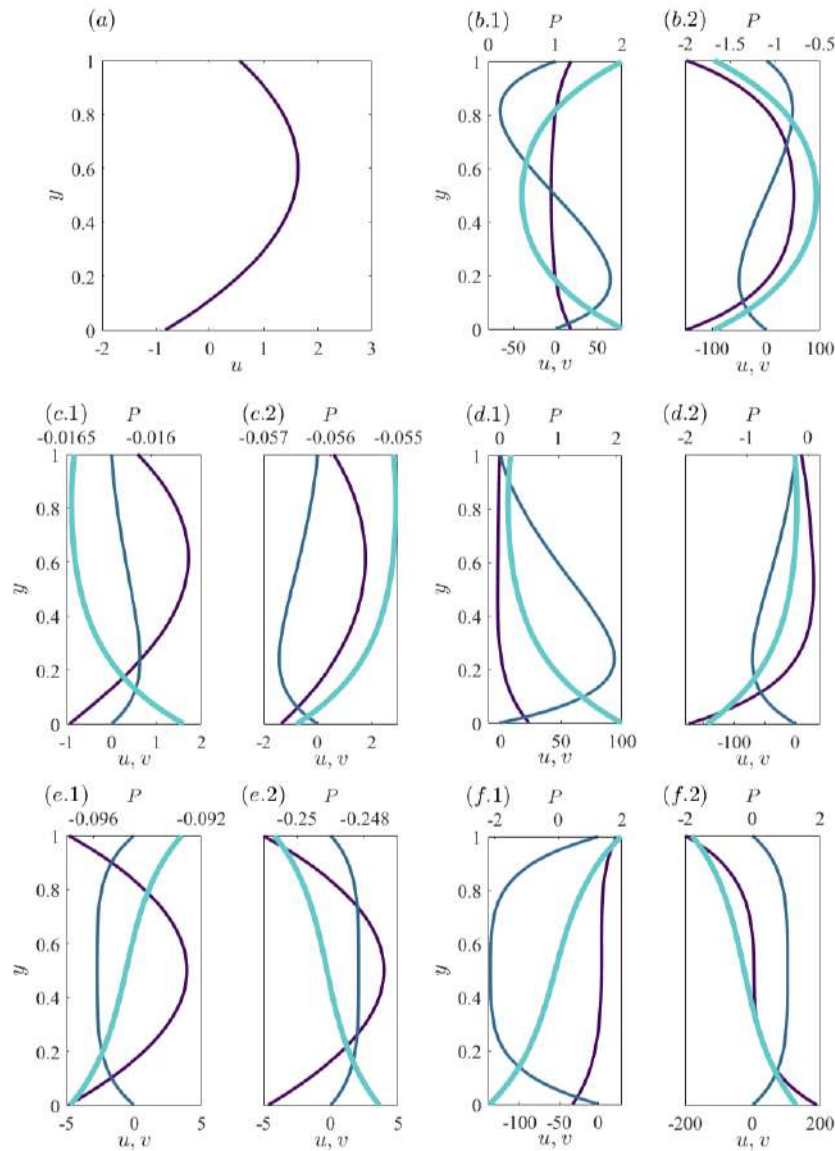 (a)
1
0.8
0.6
0.4
0.2
0
y
-2 -1 0 1 2 3
u
(b.1) P
0 1 2
1
0.8
0.6
0.4
0.2
0
y
-50 0 50
u, v
(b.2) P
-2 -1.5 -1 -0.5
-100 0 100
u, v
(c.1) P
-0.0165 -0.016
1
0.8
0.6
0.4
0.2
0
y
-1 0 1 2
u, v
(c.2) P
-0.057 -0.056 -0.055
-2 0 2
u, v
(d.1) P
0 1 2
1
0.8
0.6
0.4
0.2
0
y
0 50 100
u, v
(d.2) P
-2 -1 0
-100 0
u, v
(e.1) P
-0.096 -0.092
1
0.8
0.6
0.4
0.2
0
y
-5 0 5
u, v
(e.2) P
-0.25 -0.248
-5 0 5
u, v
(f.1) P
-2 0 2
1
0.8
0.6
0.4
0.2
0
y
-100 -50 0
u, v
(f.2) P
-2 0 2
-200 0 200
u, v